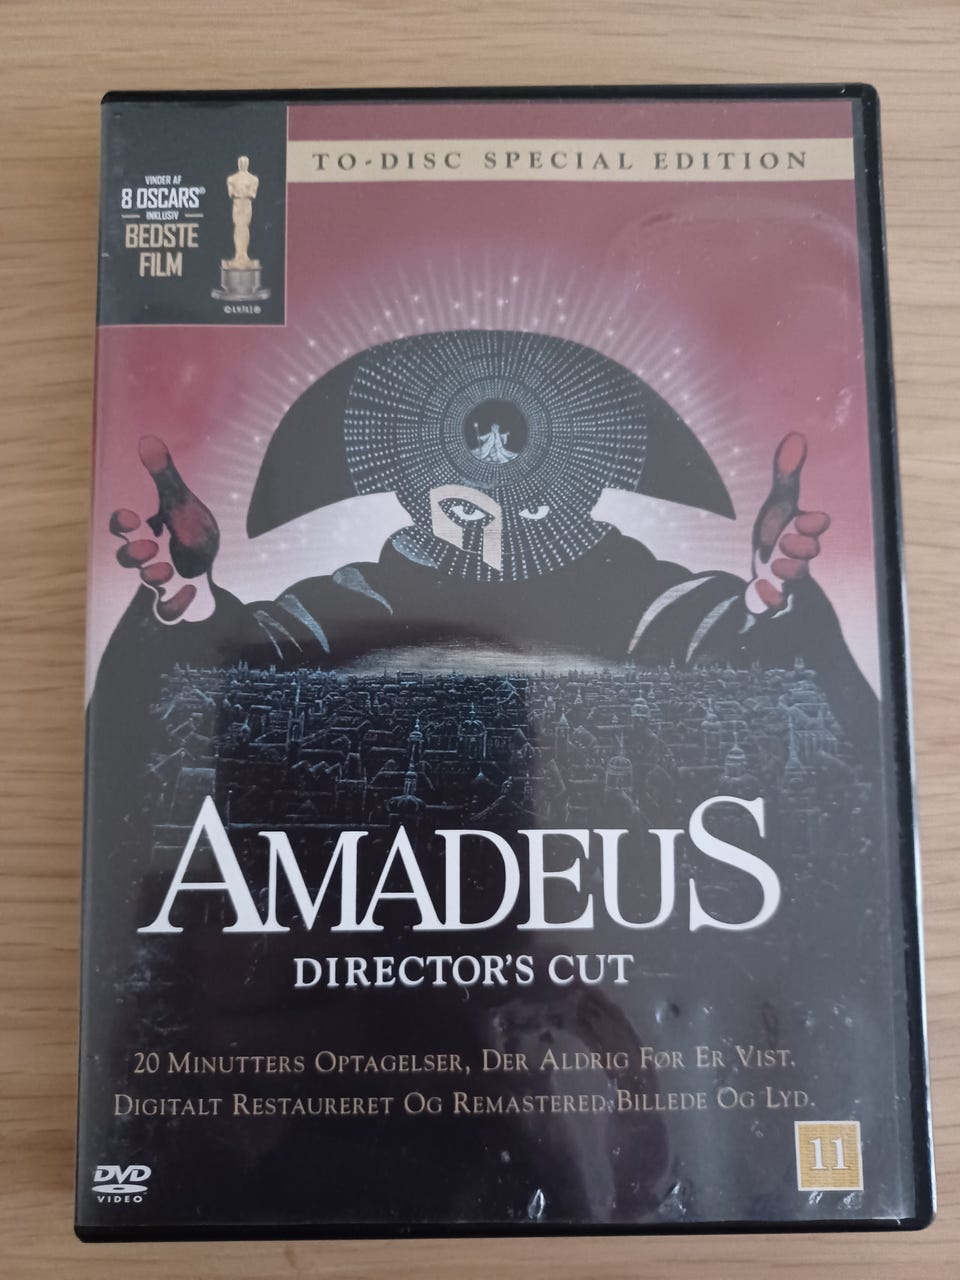 TO-DISC SPECIAL EDITION
VINDER AF
8 OSCARS®
INKLUSIV
BEDSTE
FILM
©A.M.P.A.S.®
AMADEUS
DIRECTOR'S CUT
20 MINUTTERS OPTAGELSER, DER ALDRIG FØR ER VIST.
DIGITALT RESTAURERET OG REMASTERED BILLEDE OG LYD.
11
DVD
VIDEO